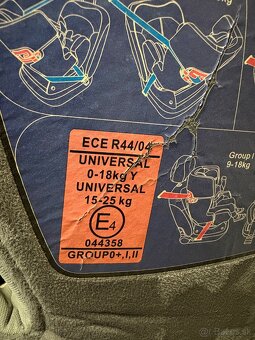 ECE R44/04
UNIVERSAL
0-18kg Y
UNIVERSAL
15-25 kg
E4
044358
GROUP0+,I,II
Group I
9-18kg